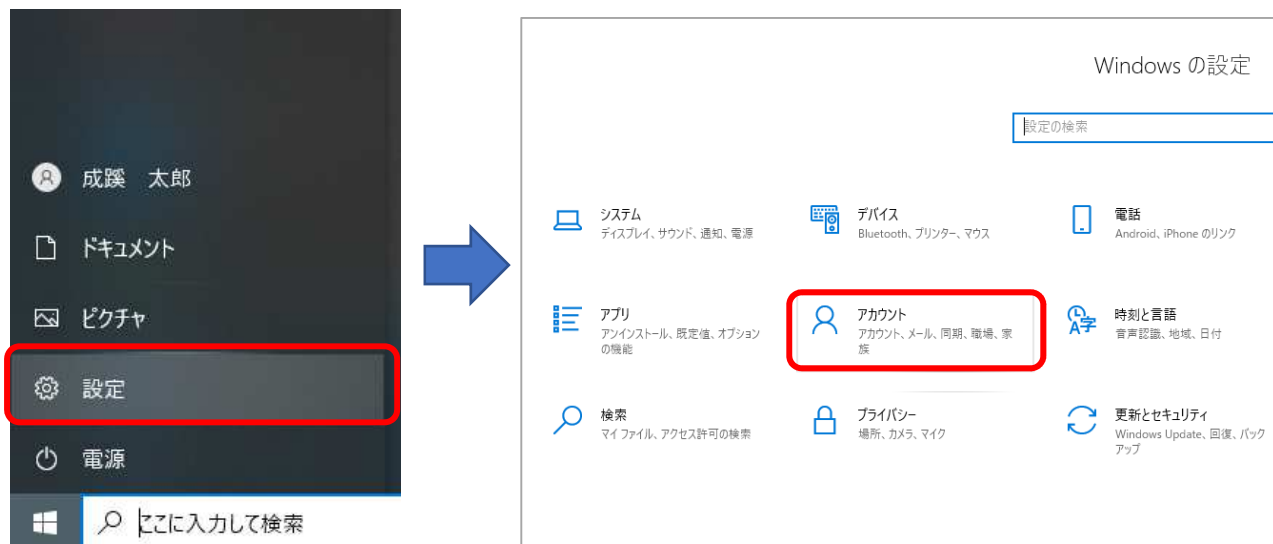 成蹊 太郎
ドキュメント
ピクチャ
設定
電源
ここに入力して検索
Windows の設定
設定の検索
システム
ディスプレイ、サウンド、通知、電源
デバイス
Bluetooth、プリンター、マウス
電話
Android、iPhone のリンク
アプリ
アンインストール、既定値、オプション
の機能
アカウント
アカウント、メール、同期、職場、家
族
時刻と言語
音声認識、地域、日付
検索
マイ ファイル、アクセス許可の検索
プライバシー
場所、カメラ、マイク
更新とセキュリティ
Windows Update、回復、バック
アップ